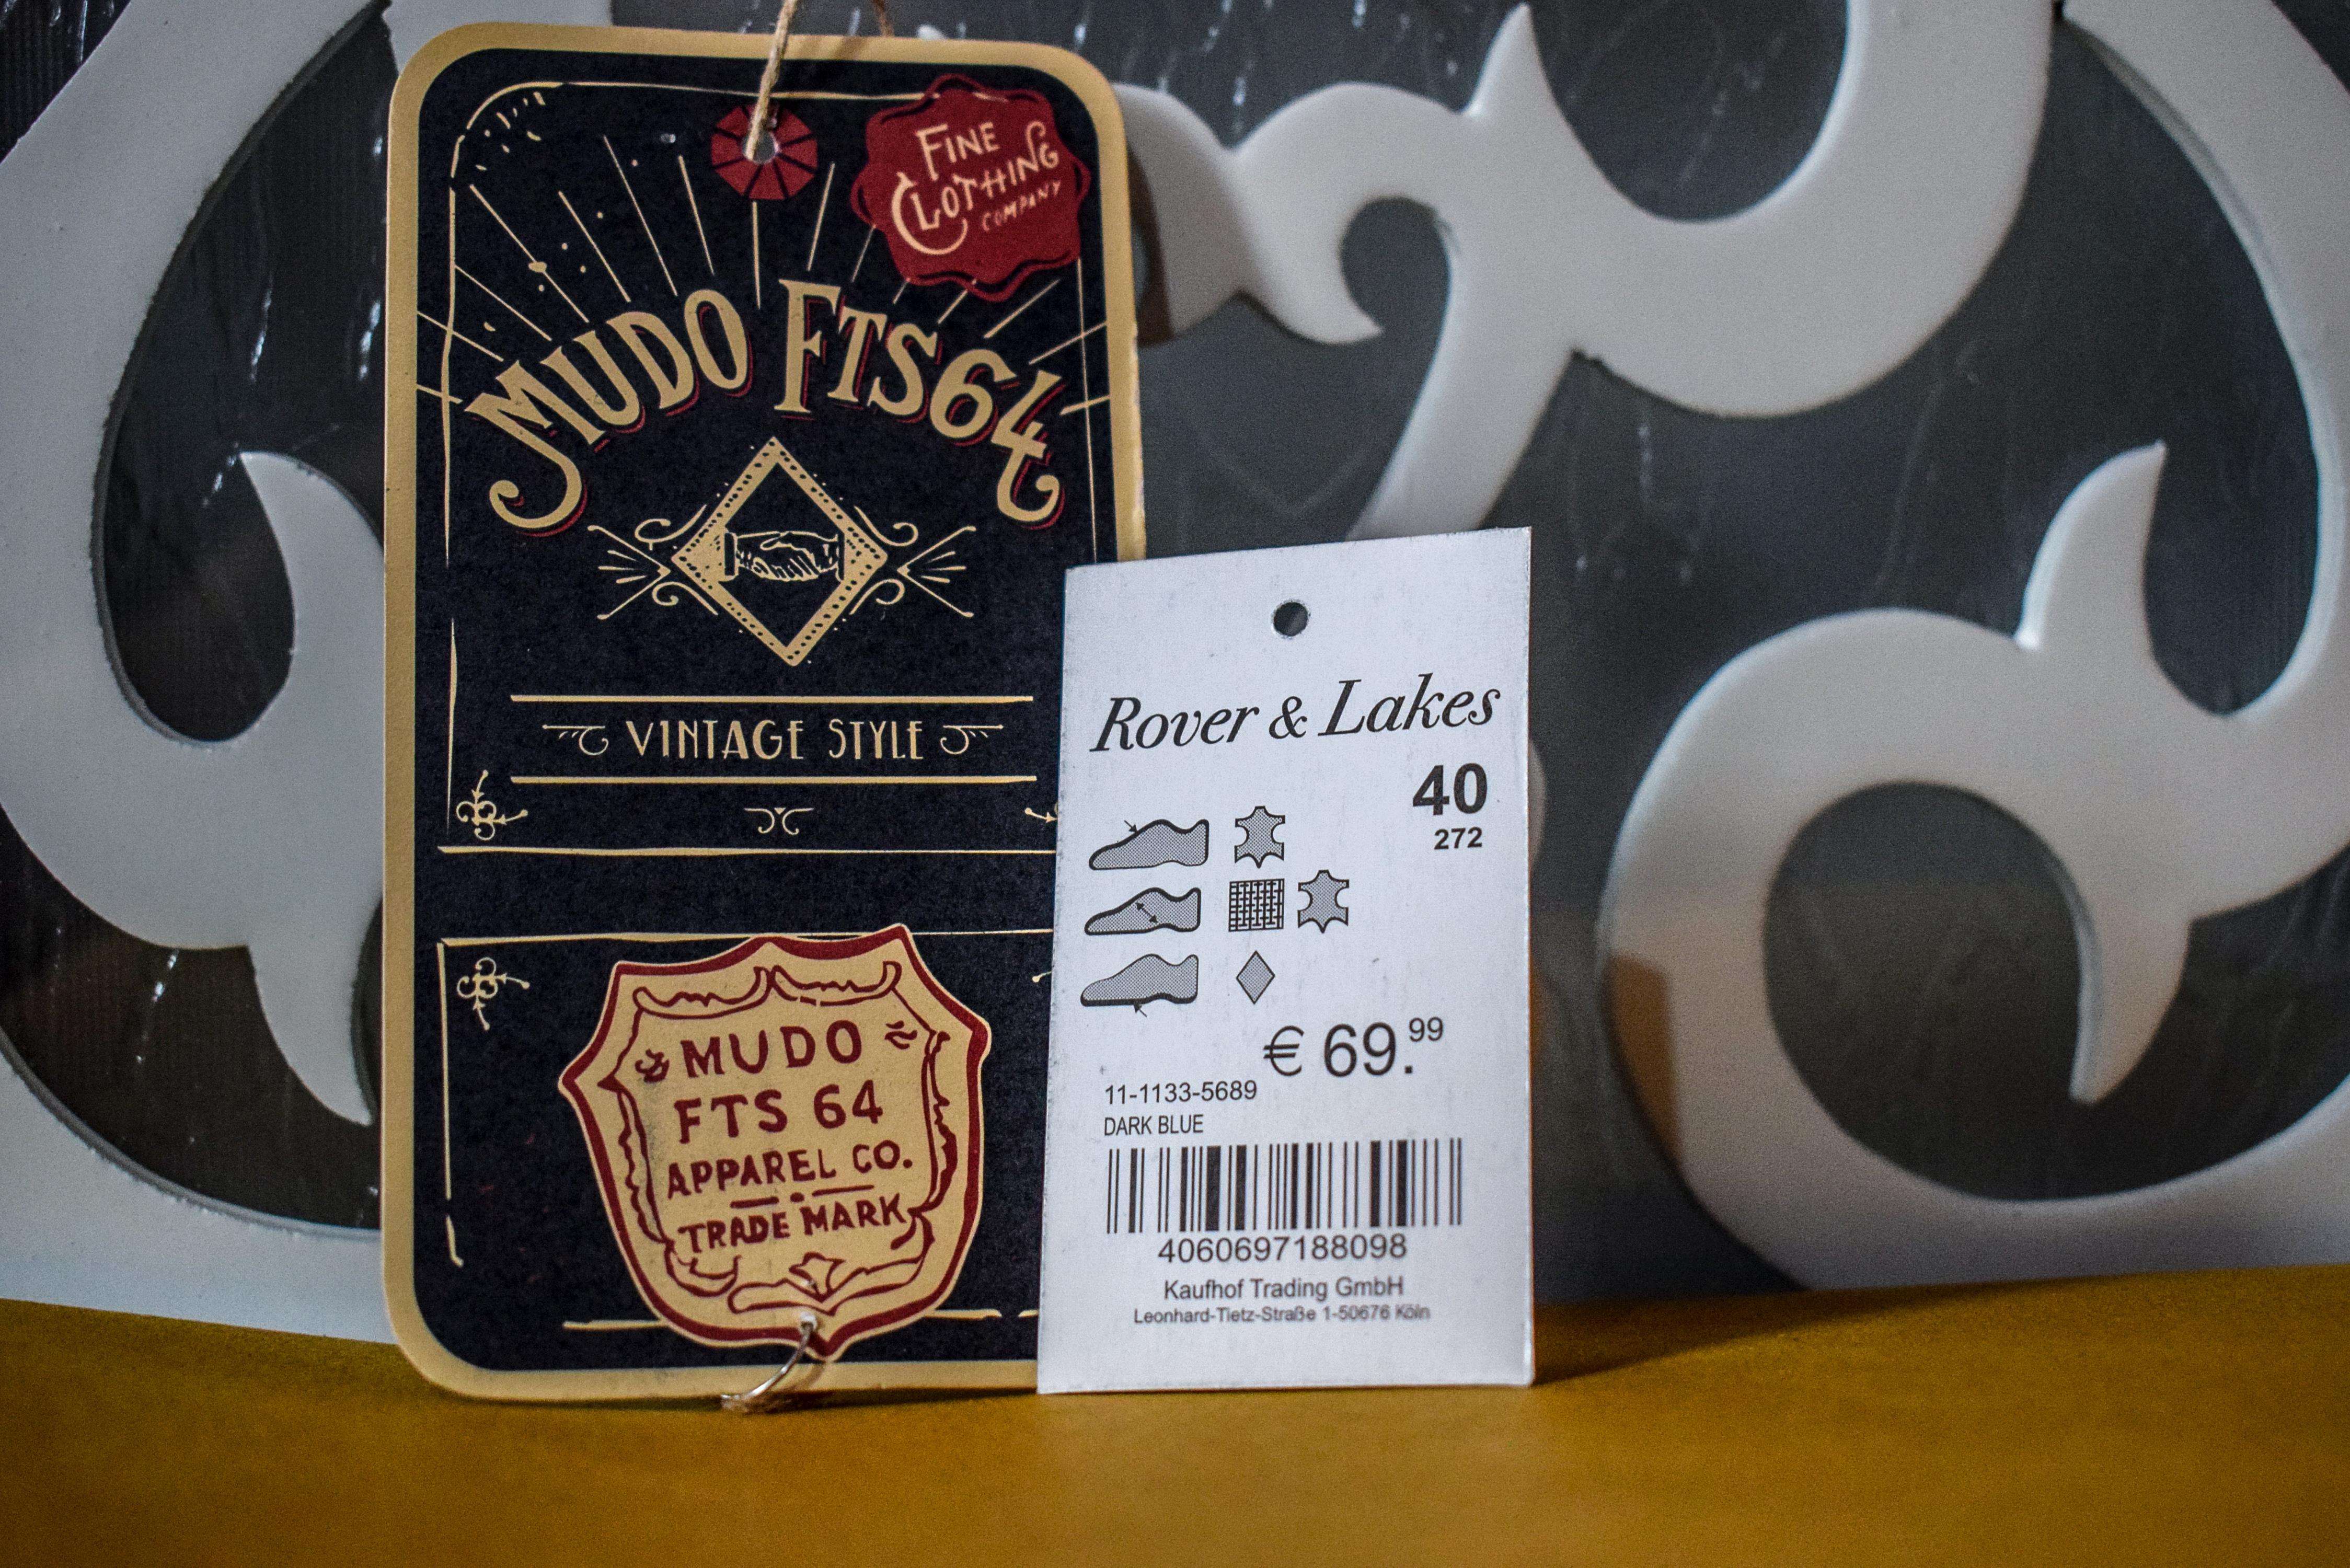 FINE
CLOTHING
COMPANY
MUDO FTS64
VINTAGE STYLE
MUDO
FTS 64
APPAREL CO.
TRADE MARK
Rover & Lakes
40
272
€ 69.99
11-1133-5689
DARK BLUE
4060697188098
Kaufhof Trading GmbH
Leonhard-Tietz-Straße 1-50676 Köln